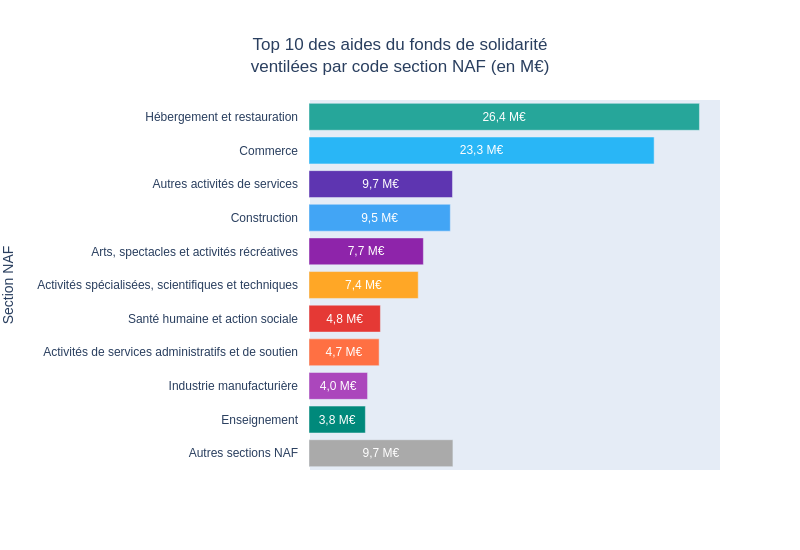 Top 10 des aides du fonds de solidarité
ventilées par code section NAF (en M€)
Section NAF
Hébergement et restauration 26,4 M€
Commerce 23,3 M€
Autres activités de services 9,7 M€
Construction 9,5 M€
Arts, spectacles et activités récréatives 7,7 M€
Activités spécialisées, scientifiques et techniques 7,4 M€
Santé humaine et action sociale 4,8 M€
Activités de services administratifs et de soutien 4,7 M€
Industrie manufacturière 4,0 M€
Enseignement 3,8 M€
Autres sections NAF 9,7 M€